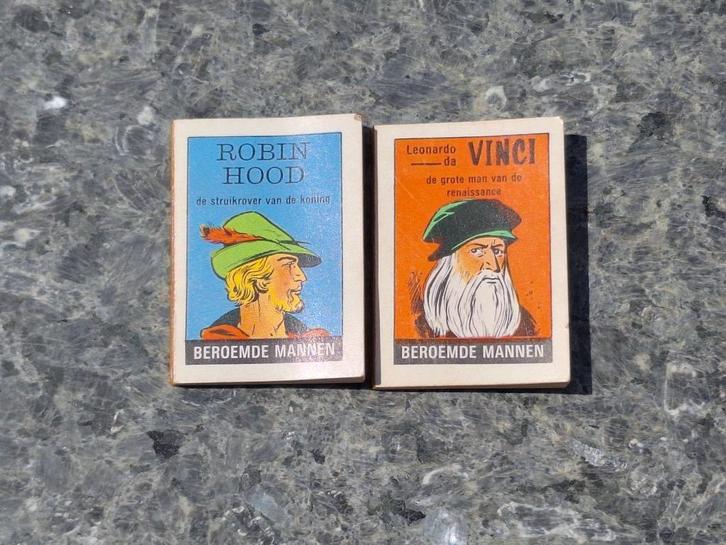 ROBIN
HOOD
de struikrover van de koning
BEROEMDE MANNEN
Leonardo
da VINCI
de grote man van de
renaissance
BEROEMDE MANNEN